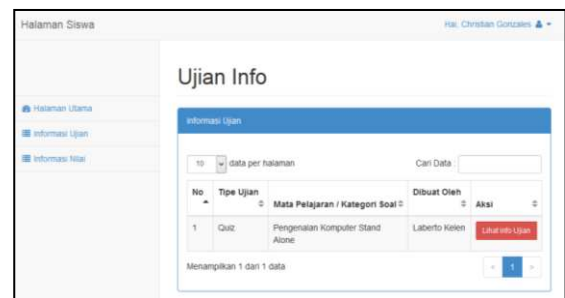 Halaman Siswa
Hai, Christian Gonzales
Ujian Info
Halaman Utama
Informasi Ujian
Informasi Nilai
Informasi Ujian
10 data per halaman
Cari Data :
No Tipe Ujian Mata Pelajaran / Kategori Soal Dibuat Oleh Aksi
1 Quiz Pengenalan Komputer Stand Alone Laberto Kelen Lihat Info Ujian
Menampilkan 1 dari 1 data
« 1 »